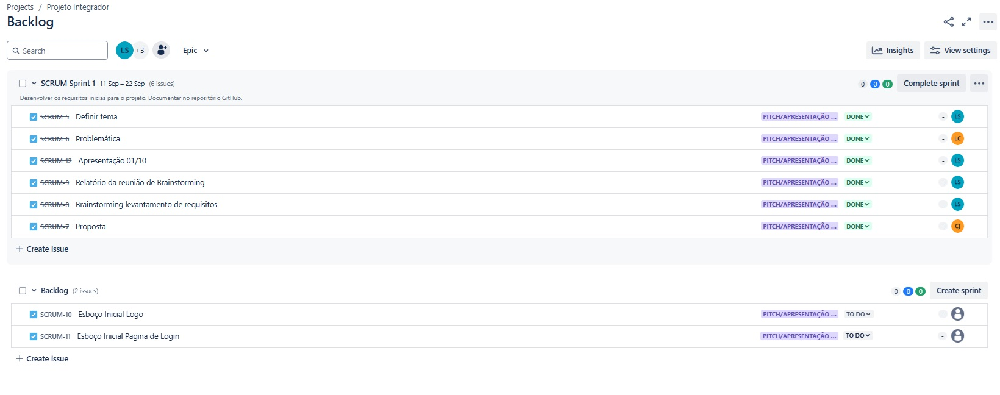 Projects / Projeto Integrador
Backlog
Search LS +3 Epic Insights View settings
SCRUM Sprint 1 11 Sep – 22 Sep (6 issues) 0 0 0 Complete sprint
Desenvolver os requisitos inicias para o projeto. Documentar no repositório GitHub.
SCRUM-5 Definir tema PITCH/APRESENTAÇÃO ... DONE - LS
SCRUM-6 Problemática PITCH/APRESENTAÇÃO ... DONE - LC
SCRUM-12 Apresentação 01/10 PITCH/APRESENTAÇÃO ... DONE - LS
SCRUM-9 Relatório da reunião de Brainstorming PITCH/APRESENTAÇÃO ... DONE - LS
SCRUM-8 Brainstorming levantamento de requisitos PITCH/APRESENTAÇÃO ... DONE - LS
SCRUM-7 Proposta PITCH/APRESENTAÇÃO ... DONE - CJ
+ Create issue
Backlog (2 issues) 0 0 0 Create sprint
SCRUM-10 Esboço Inicial Logo PITCH/APRESENTAÇÃO ... TO DO -
SCRUM-11 Esboço Inicial Pagina de Login PITCH/APRESENTAÇÃO ... TO DO -
+ Create issue